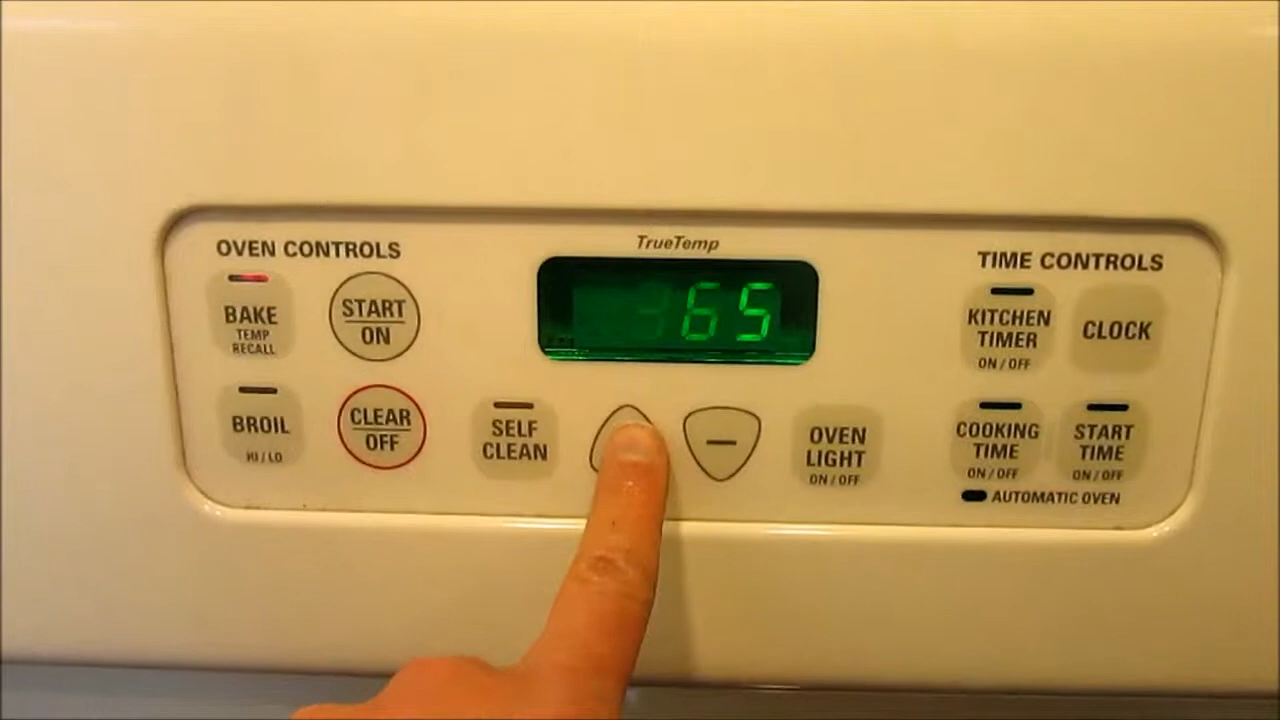 OVEN CONTROLS
BAKE
TEMP
RECALL
START
ON
BROIL
HI / LO
CLEAR
OFF
SELF
CLEAN
TrueTemp
65
−
OVEN
LIGHT
ON / OFF
TIME CONTROLS
KITCHEN
TIMER
ON / OFF
CLOCK
COOKING
TIME
ON / OFF
START
TIME
ON / OFF
AUTOMATIC OVEN